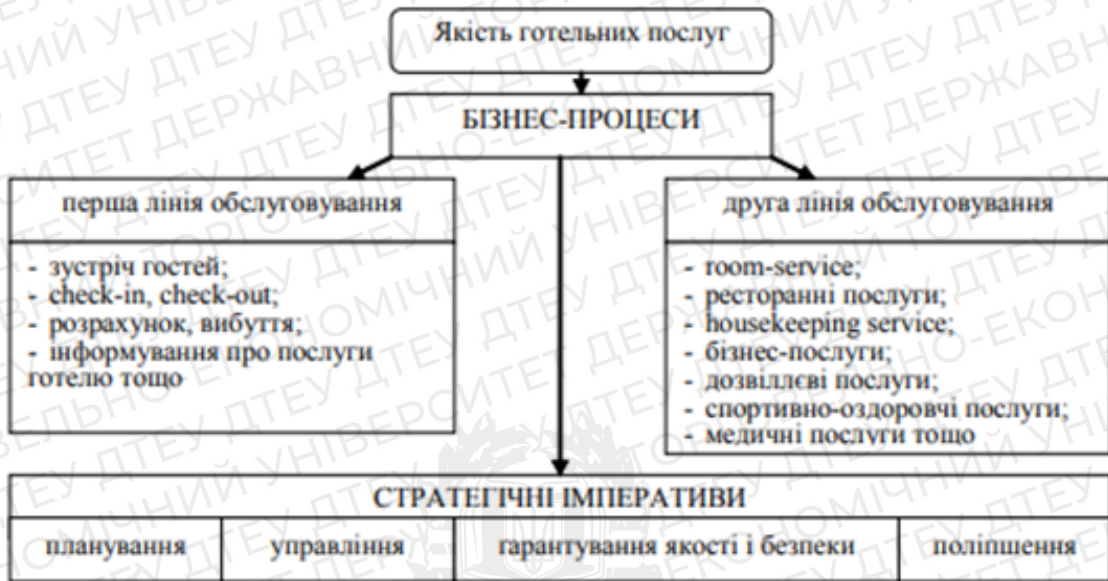 Якість готельних послуг
БІЗНЕС-ПРОЦЕСИ
перша лінія обслуговування
- зустріч гостей;
- check-in, check-out;
- розрахунок, вибуття;
- інформування про послуги
готелю тощо
друга лінія обслуговування
- room-service;
- ресторанні послуги;
- housekeeping service;
- бізнес-послуги;
- дозвіллєві послуги;
- спортивно-оздоровчі послуги;
- медичні послуги тощо
СТРАТЕГІЧНІ ІМПЕРАТИВИ
планування управління гарантування якості і безпеки поліпшення